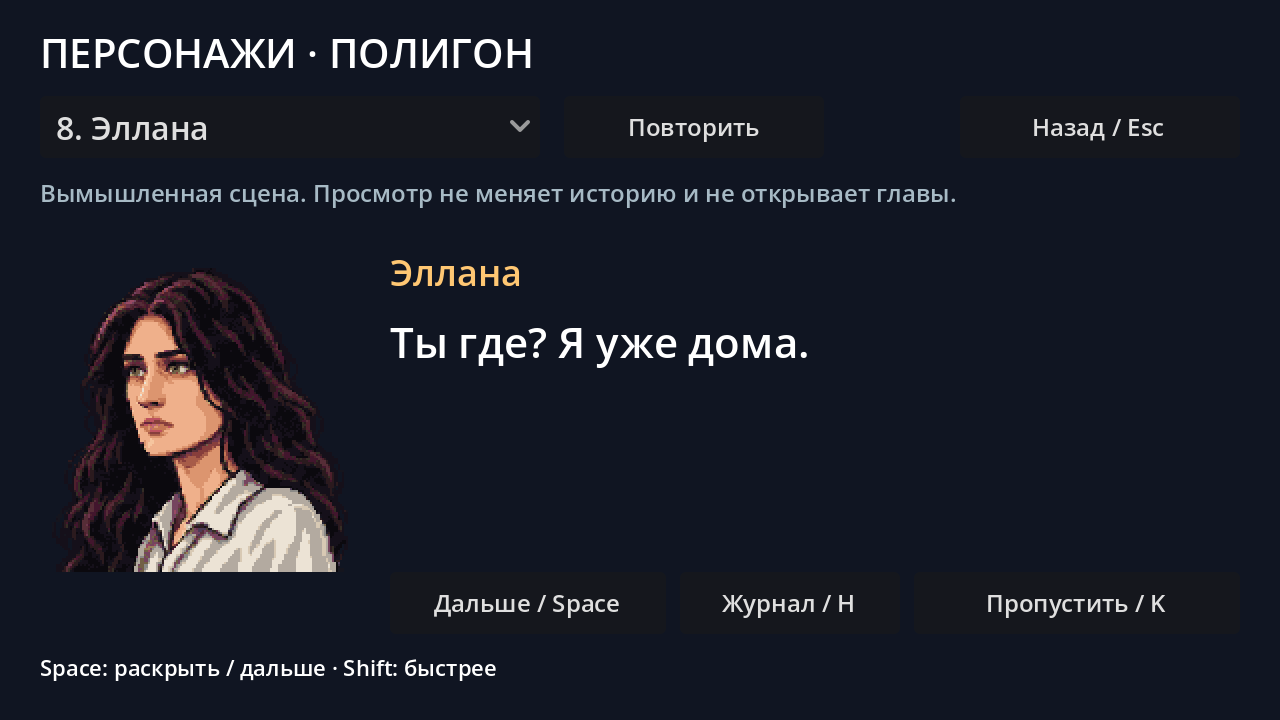 ПЕРСОНАЖИ · ПОЛИГОН
8. Эллана
Повторить
Назад / Esc
Вымышленная сцена. Просмотр не меняет историю и не открывает главы.
Эллана
Ты где? Я уже дома.
Дальше / Space
Журнал / H
Пропустить / K
Space: раскрыть / дальше · Shift: быстрее